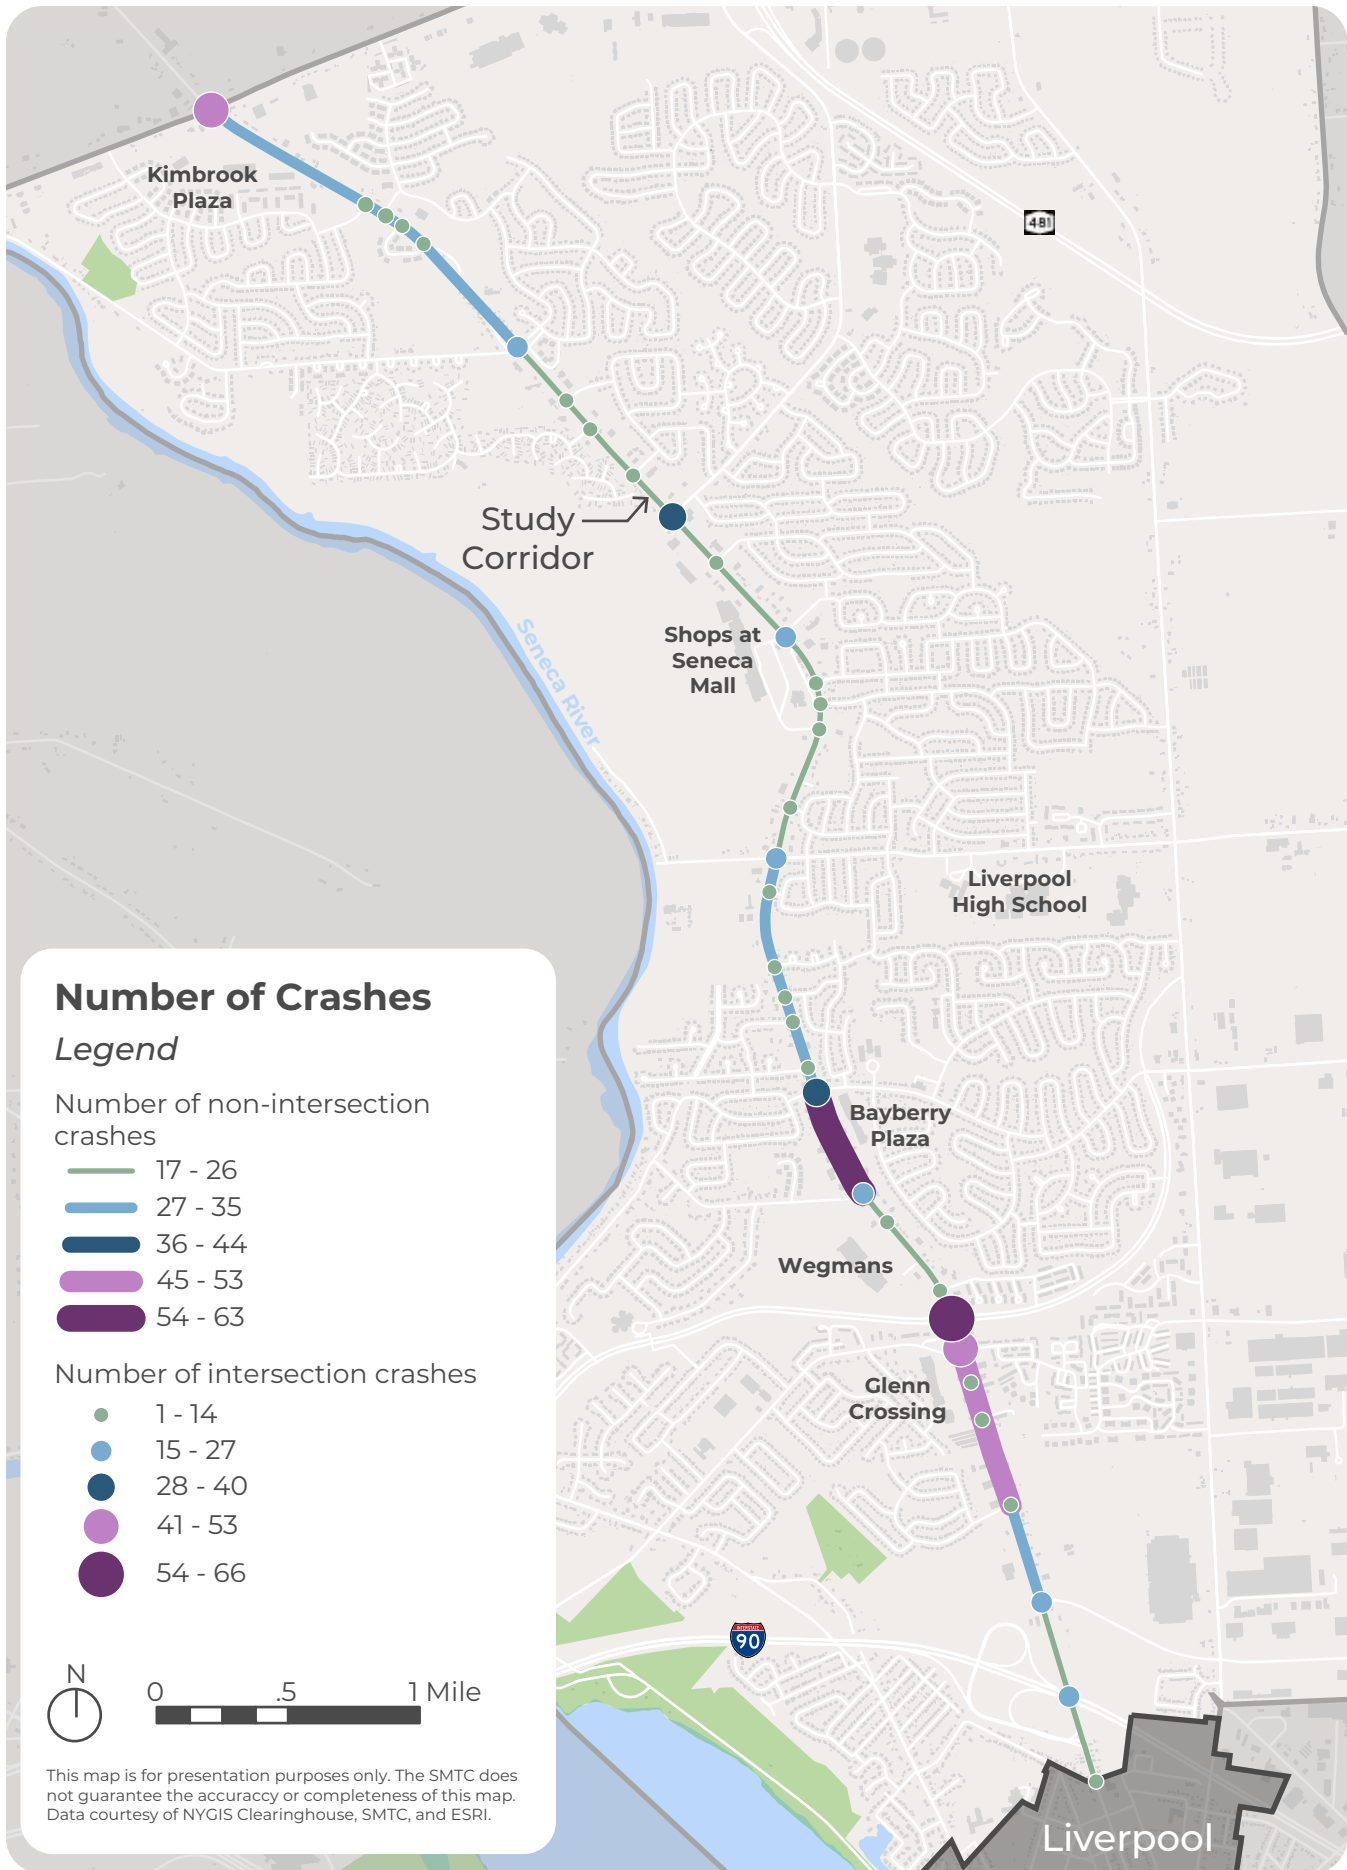 481
Kimbrook
Plaza
Study
Corridor
Seneca River
Shops at
Seneca
Mall
Liverpool
High School
Bayberry
Plaza
Wegmans
Glenn
Crossing
INTERSTATE
90
Liverpool
Number of Crashes
Legend
Number of non-intersection
crashes
17 - 26
27 - 35
36 - 44
45 - 53
54 - 63
Number of intersection crashes
1 - 14
15 - 27
28 - 40
41 - 53
54 - 66
N
0 .5 1 Mile
This map is for presentation purposes only. The SMTC does
not guarantee the accuraccy or completeness of this map.
Data courtesy of NYGIS Clearinghouse, SMTC, and ESRI.